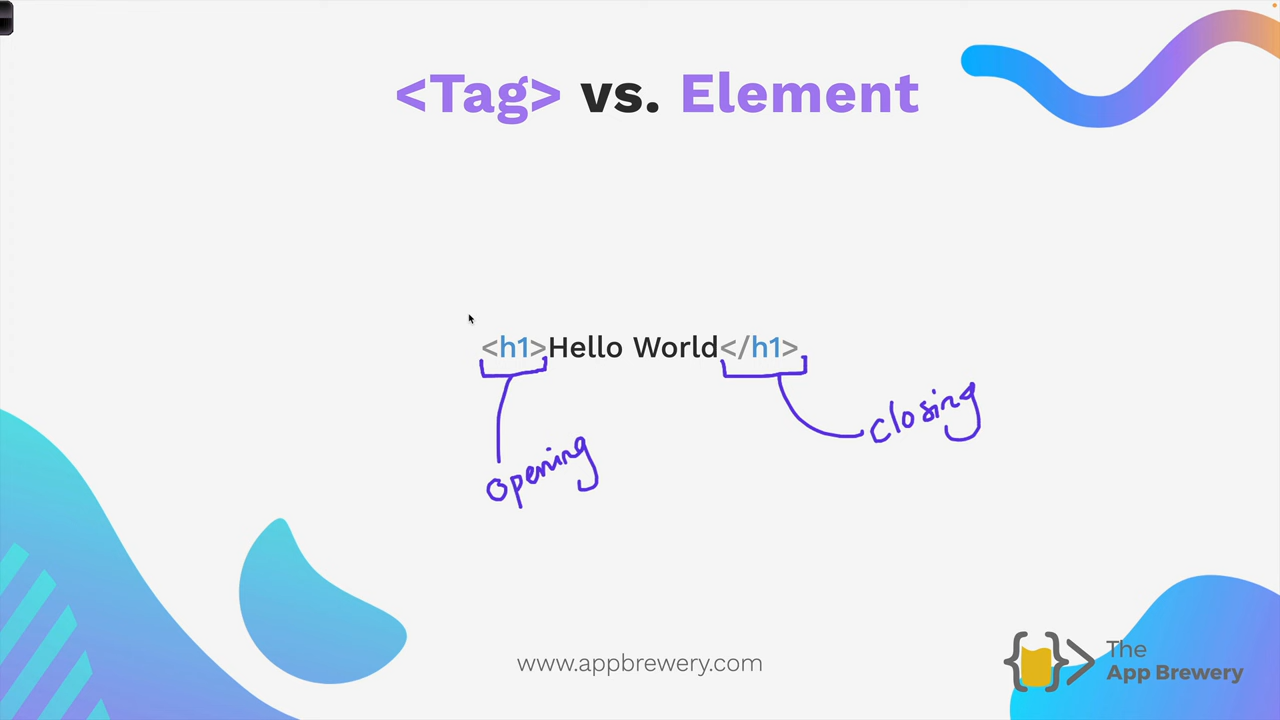 <Tag> vs. Element
<h1>Hello World</h1>
closing
opening
www.appbrewery.com
The
App Brewery